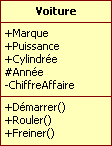 Voiture
+Marque
+Puissance
+Cylindrée
#Année
-ChiffreAffaire
+Démarrer()
+Rouler()
+Freiner()